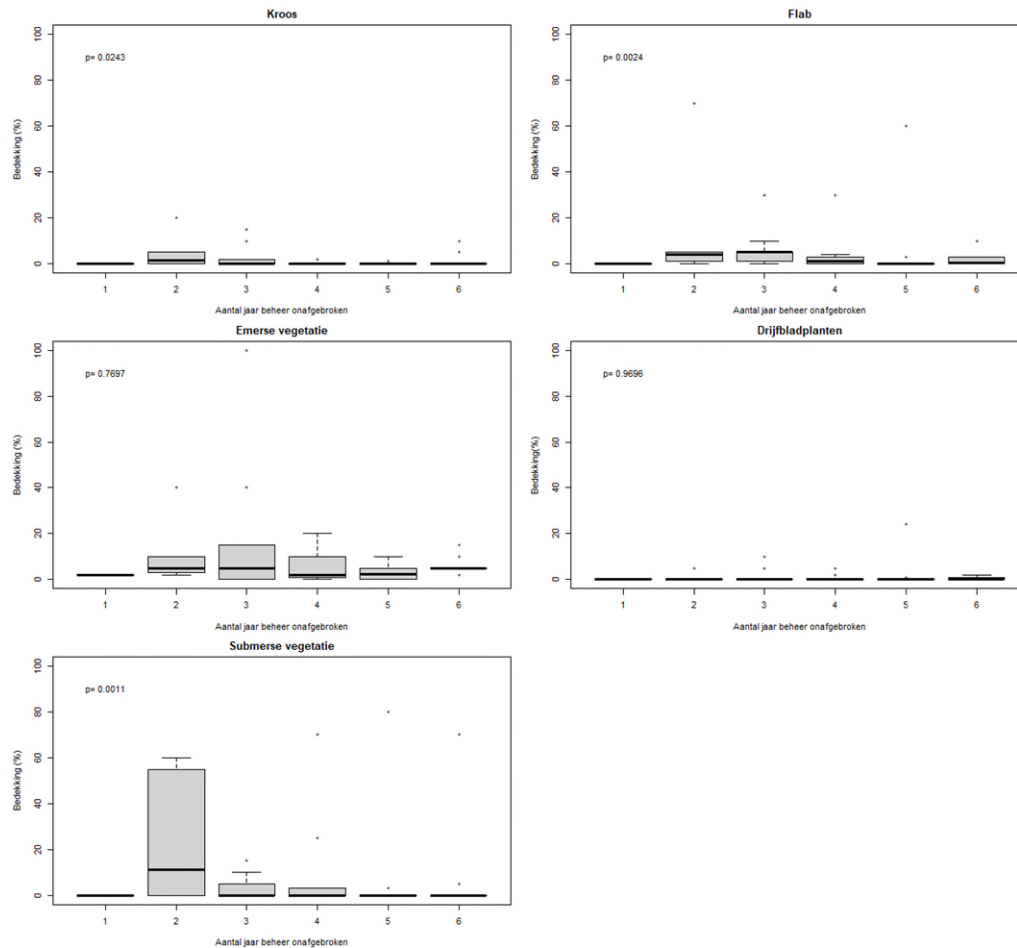 Kroos
p= 0.0243
Bedekking (%)
0 20 40 60 80 100
1 2 3 4 5 6
Aantal jaar beheer onafgebroken
Flab
p= 0.0024
Bedekking (%)
0 20 40 60 80 100
1 2 3 4 5 6
Aantal jaar beheer onafgebroken
Emerse vegetatie
p= 0.7697
Bedekking (%)
0 20 40 60 80 100
1 2 3 4 5 6
Aantal jaar beheer onafgebroken
Drijfbladplanten
p= 0.9696
Bedekking(%)
0 20 40 60 80 100
1 2 3 4 5 6
Aantal jaar beheer onafgebroken
Submerse vegetatie
p= 0.0011
Bedekking (%)
0 20 40 60 80 100
1 2 3 4 5 6
Aantal jaar beheer onafgebroken